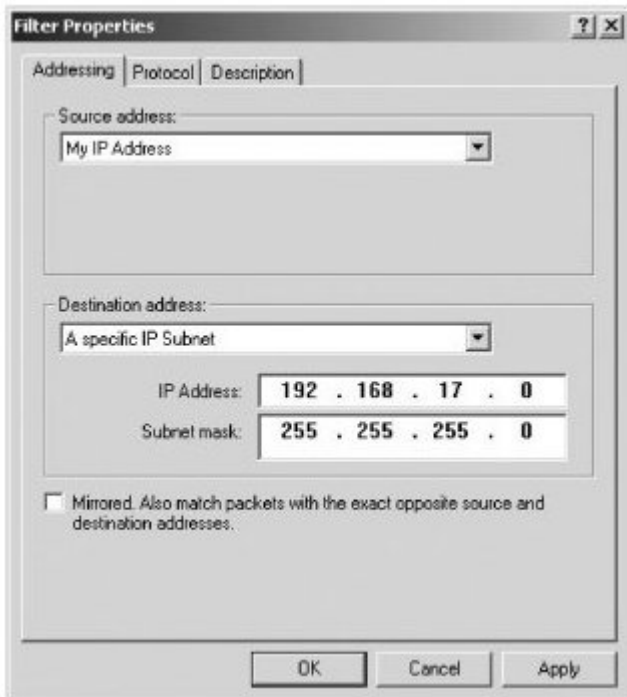 Filter Properties
Addressing Protocol Description
Source address:
My IP Address
Destination address:
A specific IP Subnet
IP Address: 192 . 168 . 17 . 0
Subnet mask: 255 . 255 . 255 . 0
Mirrored. Also match packets with the exact opposite source and
destination addresses.
OK Cancel Apply